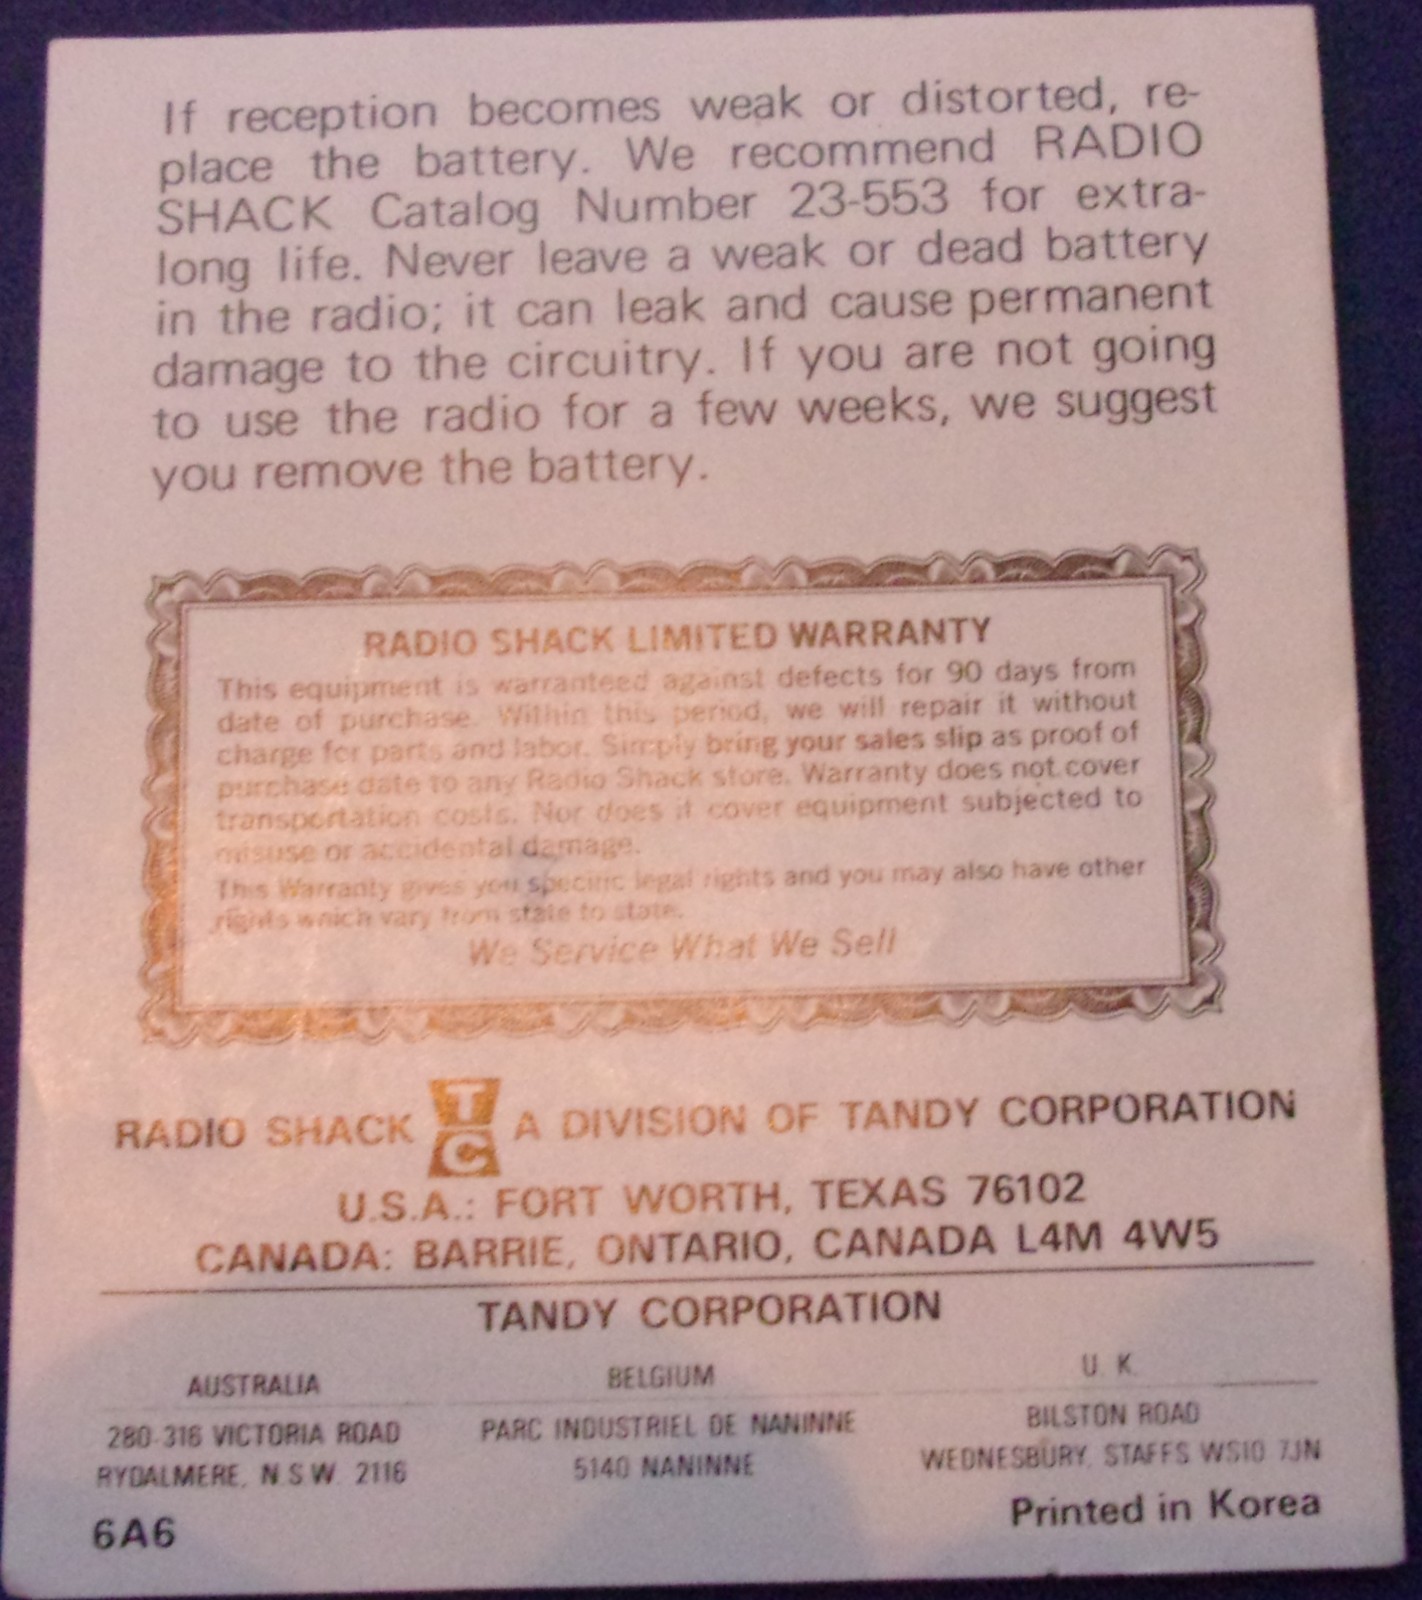 If reception becomes weak or distorted, re-
place the battery. We recommend RADIO
SHACK Catalog Number 23-553 for extra-
long life. Never leave a weak or dead battery
in the radio; it can leak and cause permanent
damage to the circuitry. If you are not going
to use the radio for a few weeks, we suggest
you remove the battery.
RADIO SHACK LIMITED WARRANTY
This equipment is warranteed against defects for 90 days from
date of purchase. Within this period, we will repair it without
charge for parts and labor. Simply bring your sales slip as proof of
purchase date to any Radio Shack store. Warranty does not cover
transportation costs. Nor does it cover equipment subjected to
misuse or accidental damage.
This Warranty gives you specific legal rights and you may also have other
rights which vary from state to state.
We Service What We Sell
RADIO SHACK TC A DIVISION OF TANDY CORPORATION
U.S.A.: FORT WORTH, TEXAS 76102
CANADA: BARRIE, ONTARIO, CANADA L4M 4W5
TANDY CORPORATION
AUSTRALIA BELGIUM U. K.
280-316 VICTORIA ROAD PARC INDUSTRIEL DE NANINNE BILSTON ROAD
RYDALMERE, N.S.W. 2116 5140 NANINNE WEDNESBURY, STAFFS WS10 7JN
6A6 Printed in Korea